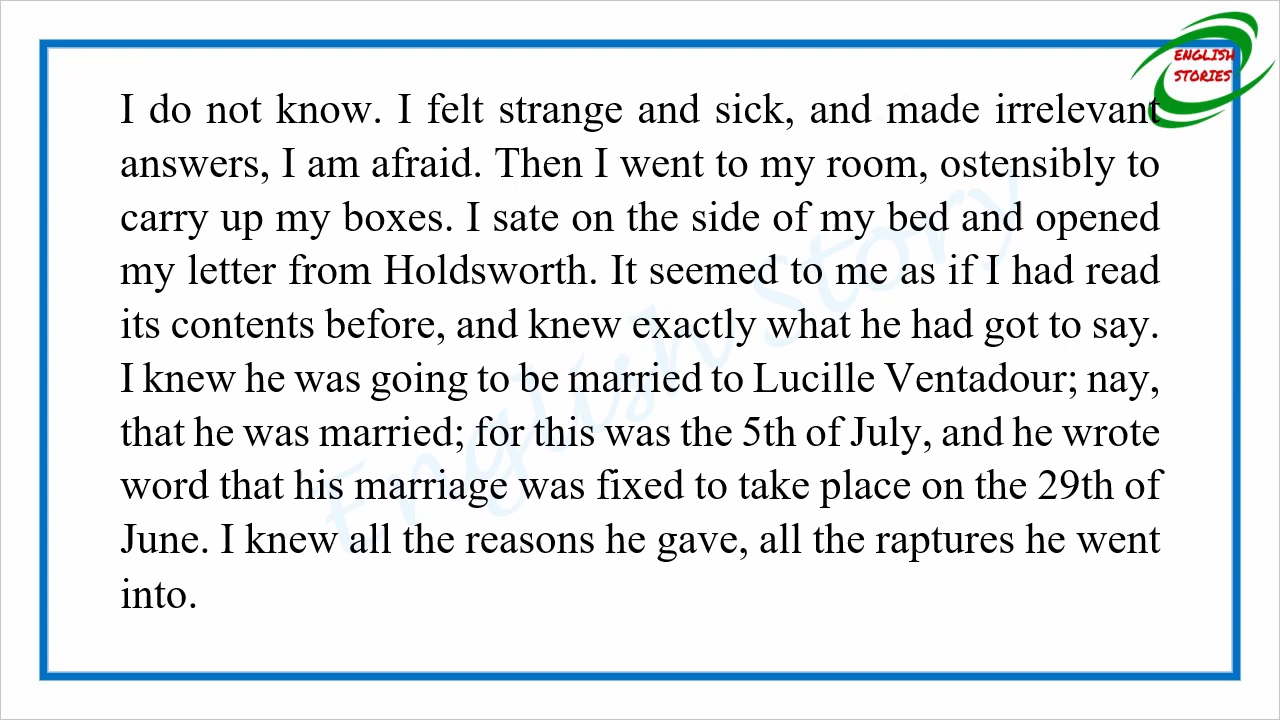 ENGLISH
STORIES
I do not know. I felt strange and sick, and made irrelevant
answers, I am afraid. Then I went to my room, ostensibly to
carry up my boxes. I sate on the side of my bed and opened
my letter from Holdsworth. It seemed to me as if I had read
its contents before, and knew exactly what he had got to say.
I knew he was going to be married to Lucille Ventadour; nay,
that he was married; for this was the 5th of July, and he wrote
word that his marriage was fixed to take place on the 29th of
June. I knew all the reasons he gave, all the raptures he went
into.
English Story